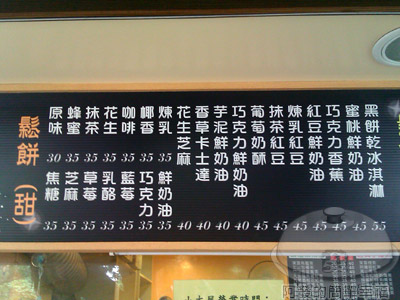 鬆餅(甜)
原味 30
蜂蜜 35
抹茶 35
花生 35
咖啡 35
椰香 35
煉乳 35
焦糖 35
芝麻 35
草莓 35
乳酪 35
藍莓 35
巧克力 35
鮮奶油 35
花生芝麻 40
香草卡士達 40
芋泥鮮奶油 40
巧克力鮮奶油 40
葡萄奶酥 40
抹茶紅豆 45
煉乳紅豆 45
紅豆鮮奶油 45
巧克力香蕉 45
蜜桃鮮奶油 45
黑餅乾冰淇淋 55